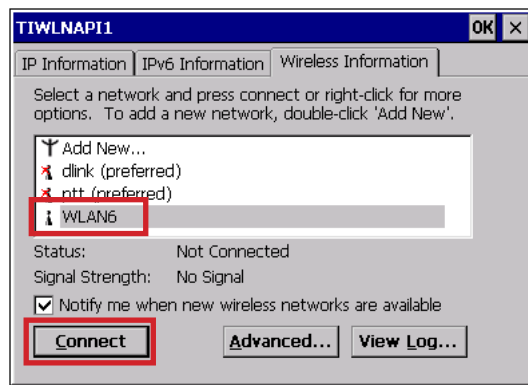 TIWLNAPI1 OK ×
IP Information IPv6 Information Wireless Information
Select a network and press connect or right-click for more
options. To add a new network, double-click 'Add New'.
Add New...
dlink (preferred)
ntt (preferred)
WLAN6
Status: Not Connected
Signal Strength: No Signal
Notify me when new wireless networks are available
Connect Advanced... View Log...